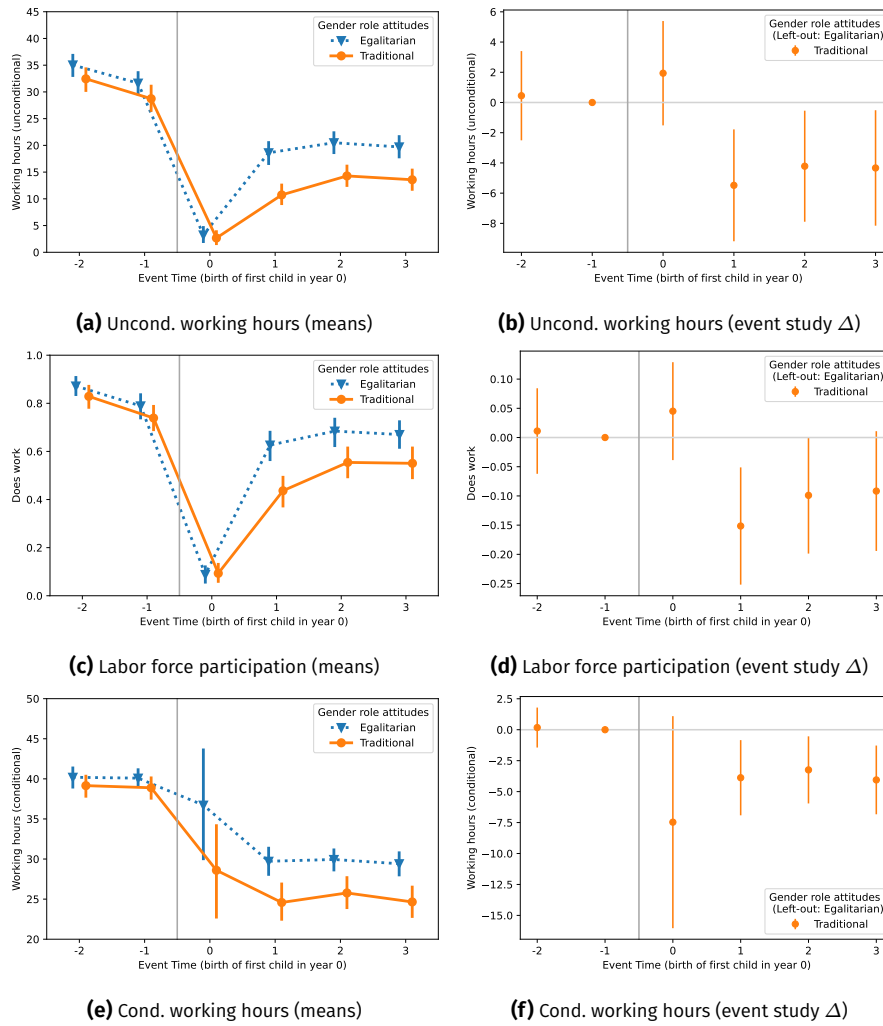 45
40
35
30
25
20
15
10
5
0
Working hours (unconditional)
Gender role attitudes
Egalitarian
Traditional
-2 -1 0 1 2 3
Event Time (birth of first child in year 0)
(a) Uncond. working hours (means)
6
4
2
0
−2
−4
−6
−8
Working hours (unconditional)
Gender role attitudes
(Left-out: Egalitarian)
Traditional
-2 -1 0 1 2 3
Event Time (birth of first child in year 0)
(b) Uncond. working hours (event study Δ)
1.0
0.8
0.6
0.4
0.2
0.0
Does work
Gender role attitudes
Egalitarian
Traditional
-2 -1 0 1 2 3
Event Time (birth of first child in year 0)
(c) Labor force participation (means)
0.10
0.05
0.00
−0.05
−0.10
−0.15
−0.20
−0.25
Does work
Gender role attitudes
(Left-out: Egalitarian)
Traditional
-2 -1 0 1 2 3
Event Time (birth of first child in year 0)
(d) Labor force participation (event study Δ)
50
45
40
35
30
25
20
Working hours (conditional)
Gender role attitudes
Egalitarian
Traditional
-2 -1 0 1 2 3
Event Time (birth of first child in year 0)
(e) Cond. working hours (means)
2.5
0.0
−2.5
−5.0
−7.5
−10.0
−12.5
−15.0
Working hours (conditional)
Gender role attitudes
(Left-out: Egalitarian)
Traditional
-2 -1 0 1 2 3
Event Time (birth of first child in year 0)
(f) Cond. working hours (event study Δ)